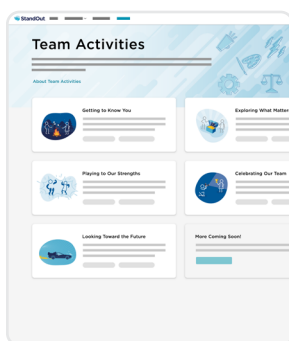 StandOut
Team Activities
About Team Activities
Getting to Know You
Exploring What Matter
Playing to Our Strengths
Celebrating Our Team
Looking Toward the Future
More Coming Soon!